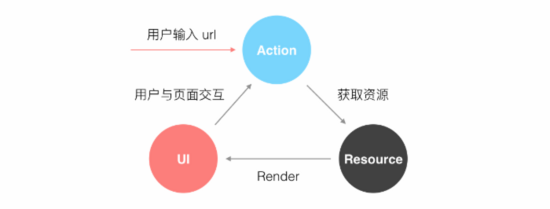 用户输入 url
Action
用户与页面交互
获取资源
UI
Resource
Render